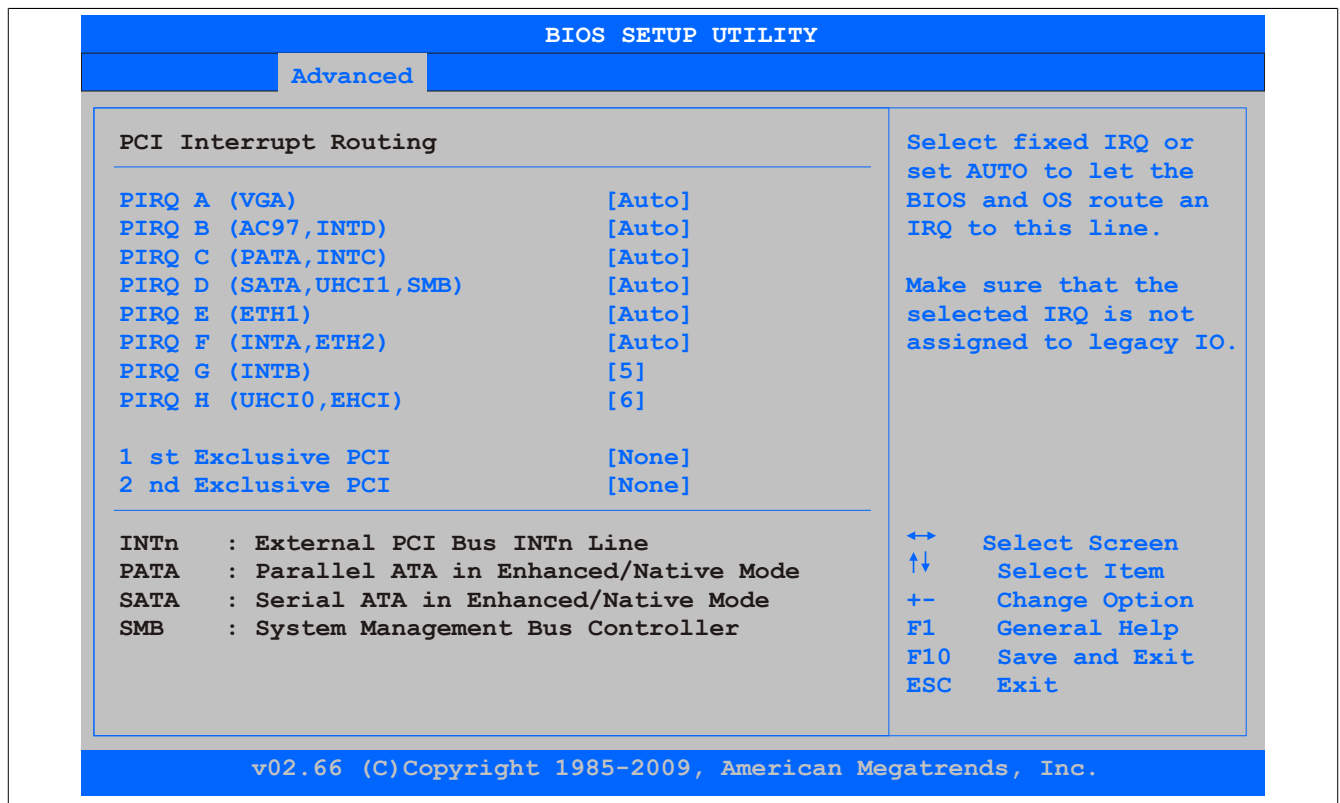 BIOS SETUP UTILITY
Advanced
PCI Interrupt Routing
PIRQ A (VGA) [Auto]
PIRQ B (AC97,INTD) [Auto]
PIRQ C (PATA,INTC) [Auto]
PIRQ D (SATA,UHCI1,SMB) [Auto]
PIRQ E (ETH1) [Auto]
PIRQ F (INTA,ETH2) [Auto]
PIRQ G (INTB) [5]
PIRQ H (UHCI0,EHCI) [6]
1 st Exclusive PCI [None]
2 nd Exclusive PCI [None]
INTn : External PCI Bus INTn Line
PATA : Parallel ATA in Enhanced/Native Mode
SATA : Serial ATA in Enhanced/Native Mode
SMB : System Management Bus Controller
Select fixed IRQ or
set AUTO to let the
BIOS and OS route an
IRQ to this line.
Make sure that the
selected IRQ is not
assigned to legacy IO.
↔ Select Screen
↑↓ Select Item
+- Change Option
F1 General Help
F10 Save and Exit
ESC Exit
v02.66 (C)Copyright 1985-2009, American Megatrends, Inc.